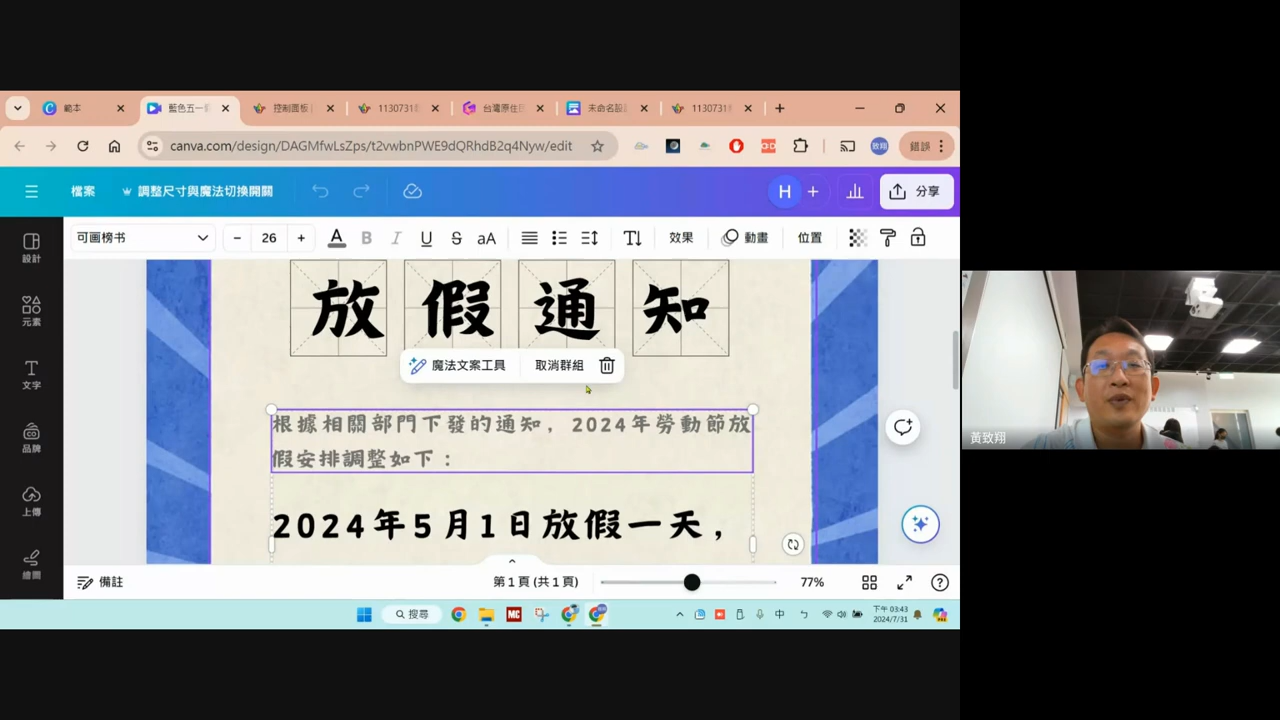 範本
藍色五一
控制面板
1130731
台灣原住
未命名設
1130731
canva.com/design/DAGMfwLsZps/t2vwbnPWE9dQRhdB2q4Nyw/edit
致翔
錯誤
檔案
調整尺寸與魔法切換開關
H
分享
可画榜书
26
A B I U S aA
效果
動畫
位置
設計
元素
文字
品牌
上傳
繪圖
放假通知
魔法文案工具
取消群組
根據相關部門下發的通知，2024年勞動節放
假安排調整如下：
2024年5月1日放假一天，
備註
第 1 頁 (共 1 頁)
77%
搜尋
MC
中
下午 03:43
2024/7/31
黃致翔